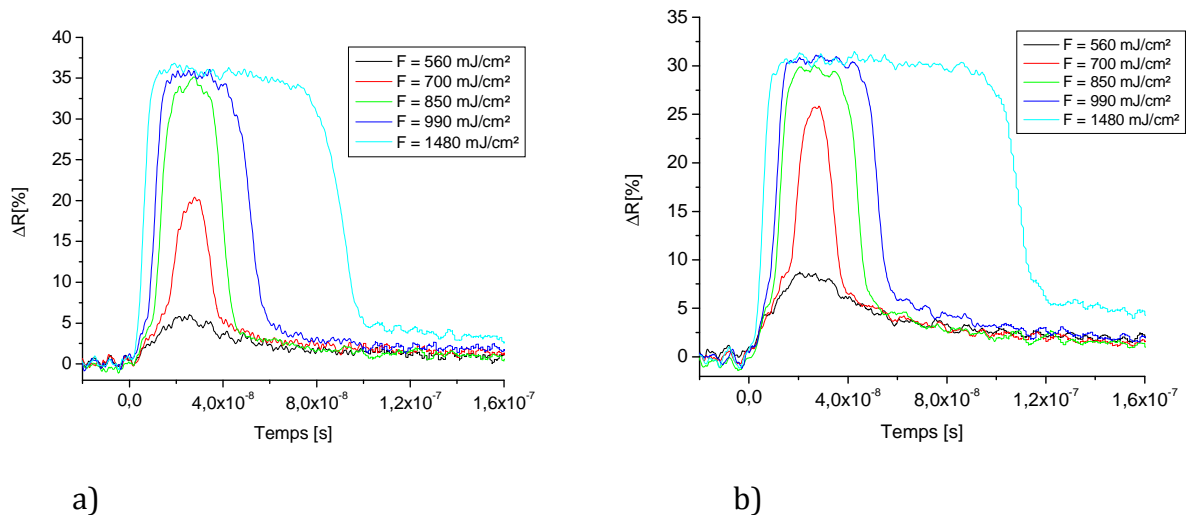 40
35
30
25
20
15
10
5
0
ΔR[%]
F = 560 mJ/cm²
F = 700 mJ/cm²
F = 850 mJ/cm²
F = 990 mJ/cm²
F = 1480 mJ/cm²
0,0 4,0x10⁻⁸ 8,0x10⁻⁸ 1,2x10⁻⁷ 1,6x10⁻⁷
Temps [s]
a)
35
30
25
20
15
10
5
0
ΔR[%]
F = 560 mJ/cm²
F = 700 mJ/cm²
F = 850 mJ/cm²
F = 990 mJ/cm²
F = 1480 mJ/cm²
0,0 4,0x10⁻⁸ 8,0x10⁻⁸ 1,2x10⁻⁷ 1,6x10⁻⁷
Temps [s]
b)